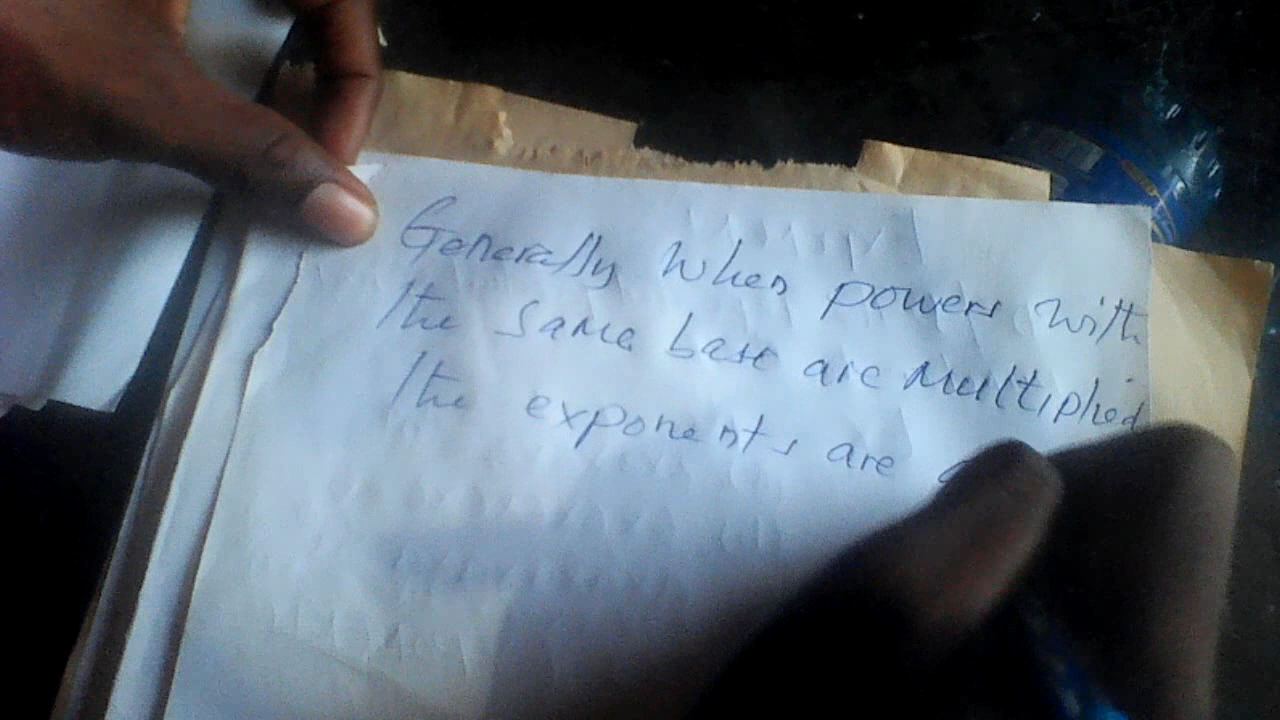 Generally when powers with
the same base are multiplied
the exponents are